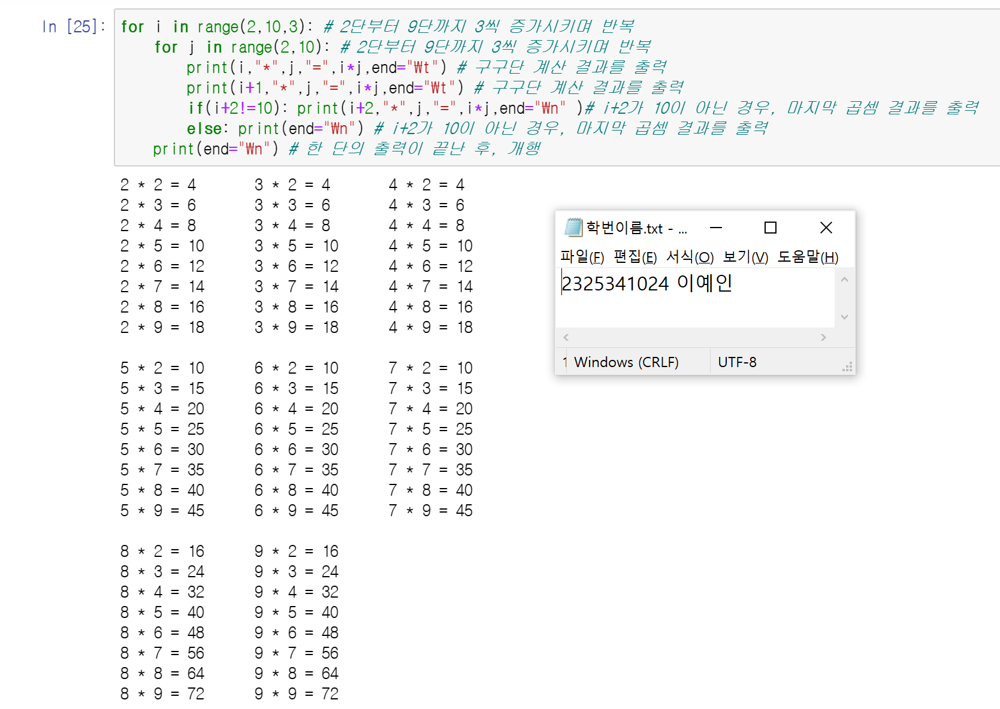 In [25]:
for i in range(2,10,3): # 2단부터 9단까지 3씩 증가시키며 반복
for j in range(2,10): # 2단부터 9단까지 3씩 증가시키며 반복
print(i,"*",j,"=",i*j,end="₩t") # 구구단 계산 결과를 출력
print(i+1,"*",j,"=",i*j,end="₩t") # 구구단 계산 결과를 출력
if(i+2!=10): print(i+2,"*",j,"=",i*j,end="₩n" )# i+2가 10이 아닌 경우, 마지막 곱셈 결과를 출력
else: print(end="₩n") # i+2가 10이 아닌 경우, 마지막 곱셈 결과를 출력
print(end="₩n") # 한 단의 출력이 끝난 후, 개행
2 * 2 = 4 3 * 2 = 4 4 * 2 = 4
2 * 3 = 6 3 * 3 = 6 4 * 3 = 6
2 * 4 = 8 3 * 4 = 8 4 * 4 = 8
2 * 5 = 10 3 * 5 = 10 4 * 5 = 10
2 * 6 = 12 3 * 6 = 12 4 * 6 = 12
2 * 7 = 14 3 * 7 = 14 4 * 7 = 14
2 * 8 = 16 3 * 8 = 16 4 * 8 = 16
2 * 9 = 18 3 * 9 = 18 4 * 9 = 18
5 * 2 = 10 6 * 2 = 10 7 * 2 = 10
5 * 3 = 15 6 * 3 = 15 7 * 3 = 15
5 * 4 = 20 6 * 4 = 20 7 * 4 = 20
5 * 5 = 25 6 * 5 = 25 7 * 5 = 25
5 * 6 = 30 6 * 6 = 30 7 * 6 = 30
5 * 7 = 35 6 * 7 = 35 7 * 7 = 35
5 * 8 = 40 6 * 8 = 40 7 * 8 = 40
5 * 9 = 45 6 * 9 = 45 7 * 9 = 45
8 * 2 = 16 9 * 2 = 16
8 * 3 = 24 9 * 3 = 24
8 * 4 = 32 9 * 4 = 32
8 * 5 = 40 9 * 5 = 40
8 * 6 = 48 9 * 6 = 48
8 * 7 = 56 9 * 7 = 56
8 * 8 = 64 9 * 8 = 64
8 * 9 = 72 9 * 9 = 72
학번이름.txt - ...
파일(F) 편집(E) 서식(O) 보기(V) 도움말(H)
2325341024 이예인
1 Windows (CRLF) UTF-8